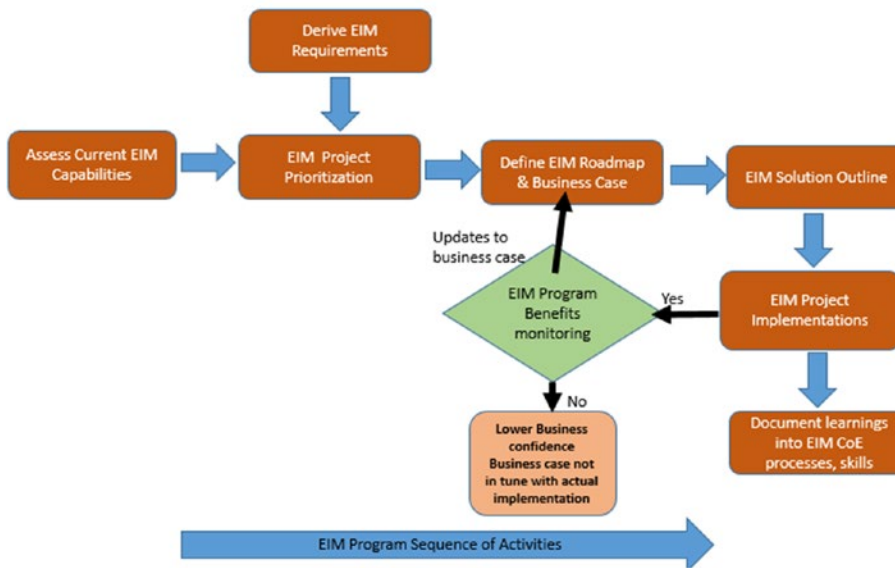 Derive EIM
Requirements
Assess Current EIM
Capabilities
EIM Project
Prioritization
Define EIM Roadmap
& Business Case
EIM Solution Outline
Updates to
business case
EIM Program
Benefits
monitoring
Yes
EIM Project
Implementations
No
Lower Business
confidence
Business case not
in tune with actual
implementation
Document learnings
into EIM CoE
processes, skills
EIM Program Sequence of Activities